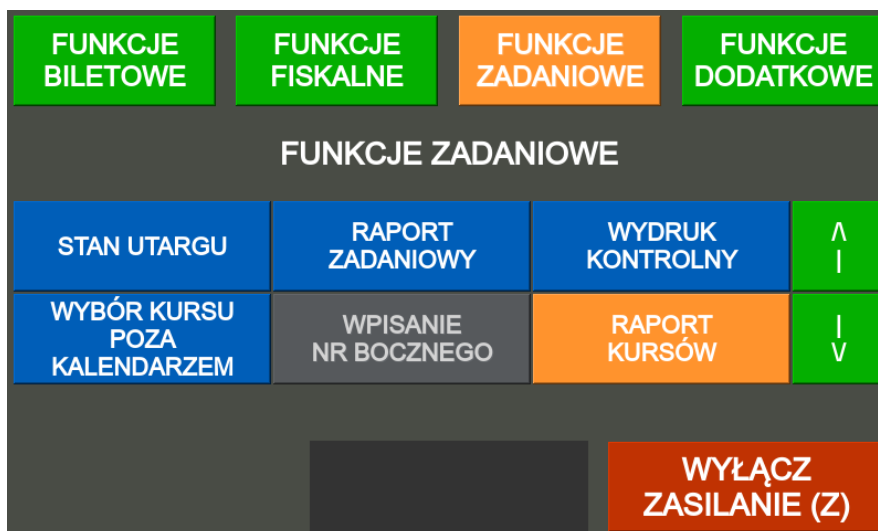 FUNKCJE
BILETOWE
FUNKCJE
FISKALNE
FUNKCJE
ZADANIOWE
FUNKCJE
DODATKOWE
FUNKCJE ZADANIOWE
STAN UTARGU
RAPORT
ZADANIOWY
WYDRUK
KONTROLNY
WYBÓR KURSU
POZA
KALENDARZEM
WPISANIE
NR BOCZNEGO
RAPORT
KURSÓW
WYŁĄCZ
ZASILANIE (Z)